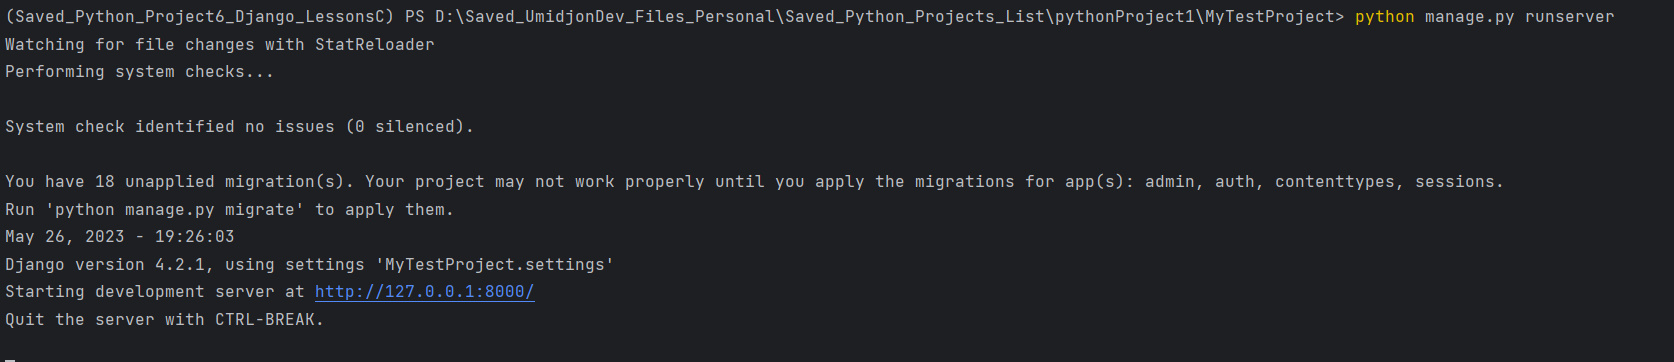 (Saved_Python_Project6_Django_LessonsC) PS D:\Saved_UmidjonDev_Files_Personal\Saved_Python_Projects_List\pythonProject1\MyTestProject> python manage.py runserver
Watching for file changes with StatReloader
Performing system checks...
System check identified no issues (0 silenced).
You have 18 unapplied migration(s). Your project may not work properly until you apply the migrations for app(s): admin, auth, contenttypes, sessions.
Run 'python manage.py migrate' to apply them.
May 26, 2023 - 19:26:03
Django version 4.2.1, using settings 'MyTestProject.settings'
Starting development server at http://127.0.0.1:8000/
Quit the server with CTRL-BREAK.